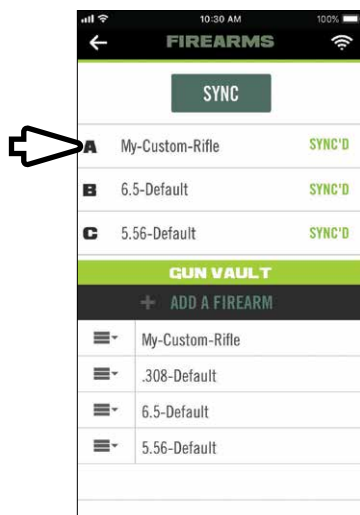 10:30 AM 100%
FIREARMS
SYNC
A My-Custom-Rifle SYNC'D
B 6.5-Default SYNC'D
C 5.56-Default SYNC'D
GUN VAULT
+ ADD A FIREARM
My-Custom-Rifle
.308-Default
6.5-Default
5.56-Default